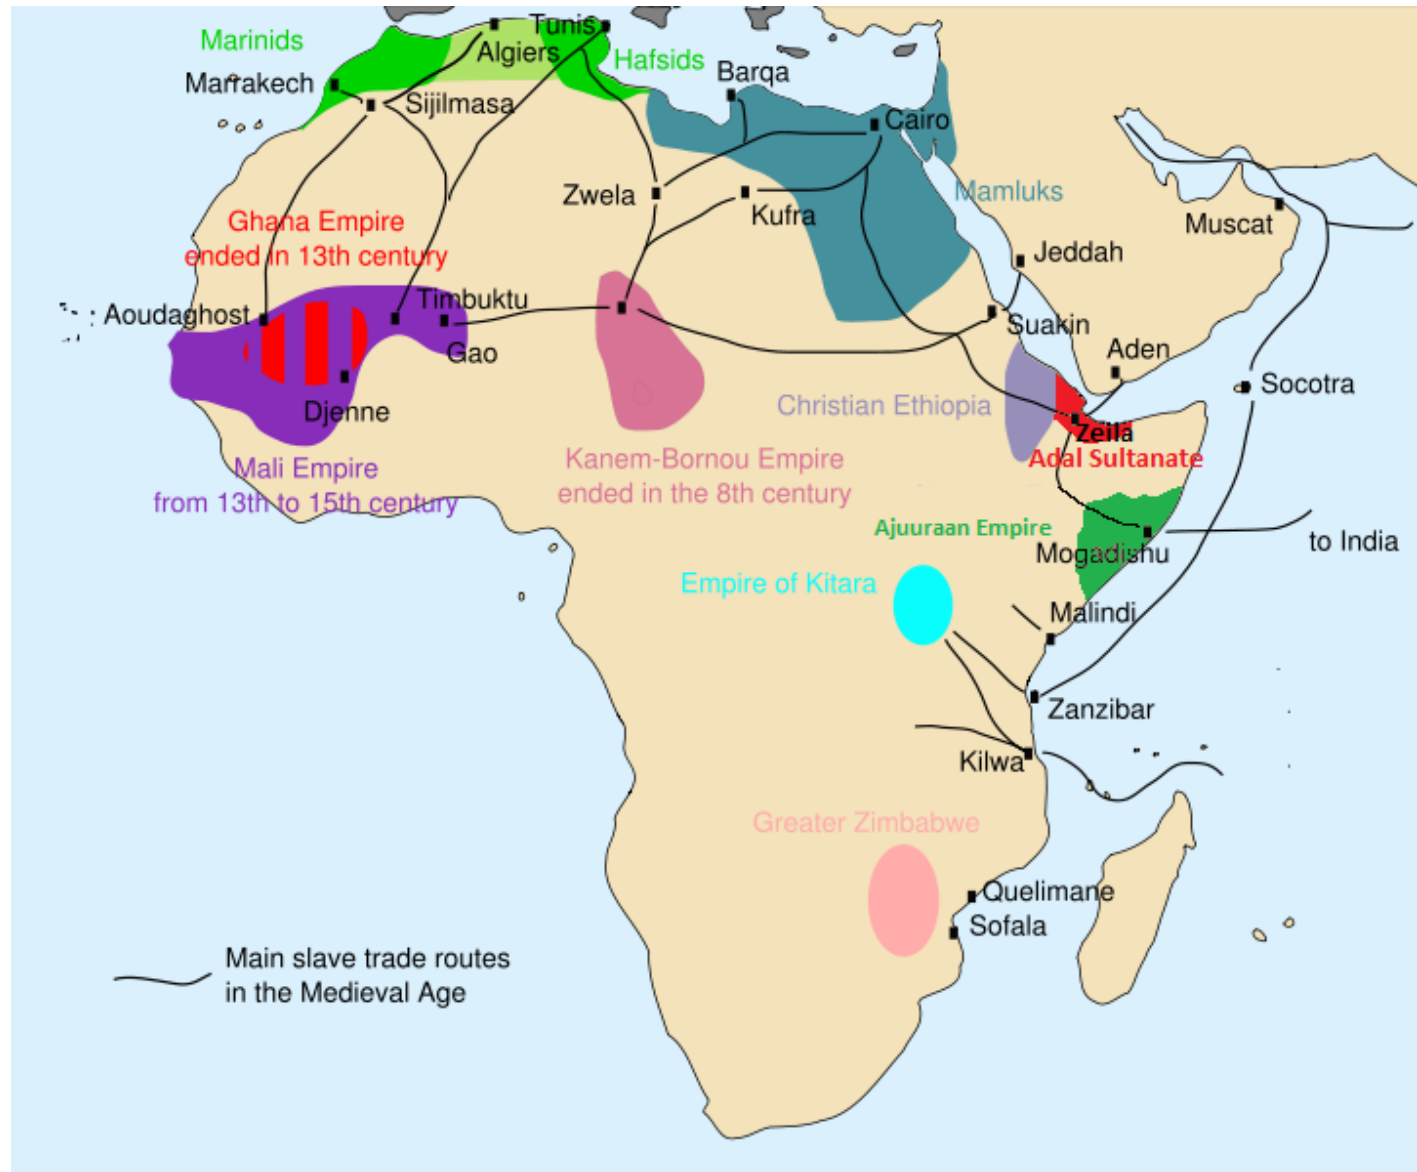 Marinids
Tunis
Algiers
Hafsids
Barqa
Marrakech
Sijilmasa
Cairo
Zwela
Kufra
Mamluks
Muscat
Ghana Empire
ended in 13th century
Jeddah
Aoudaghost
Timbuktu
Gao
Suakin
Aden
Djenne
Christian Ethiopia
Socotra
Zeila
Adal Sultanate
Mali Empire
from 13th to 15th century
Kanem-Bornou Empire
ended in the 8th century
Ajuuraan Empire
Mogadishu
to India
Empire of Kitara
Malindi
Zanzibar
Kilwa
Greater Zimbabwe
Quelimane
Sofala
Main slave trade routes
in the Medieval Age